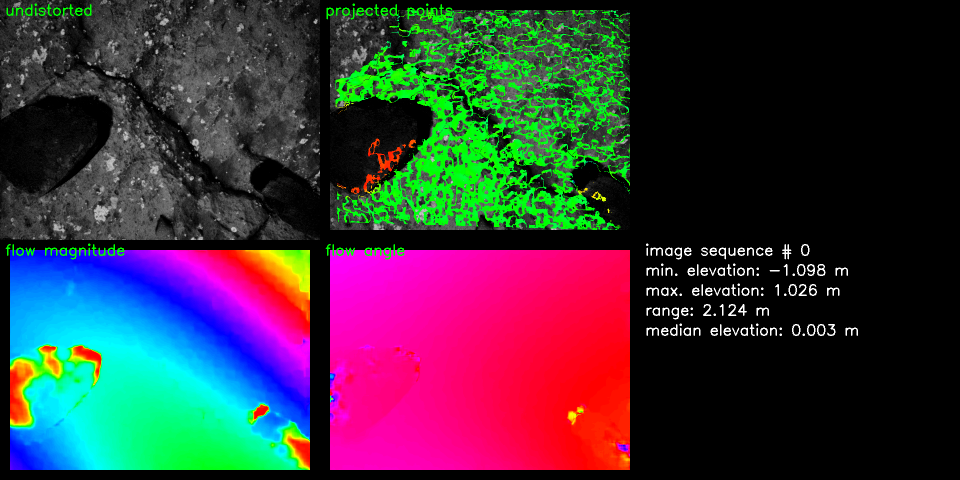 undistorted
projected points
flow magnitude
flow angle
image sequence # 0
min. elevation: −1.098 m
max. elevation: 1.026 m
range: 2.124 m
median elevation: 0.003 m